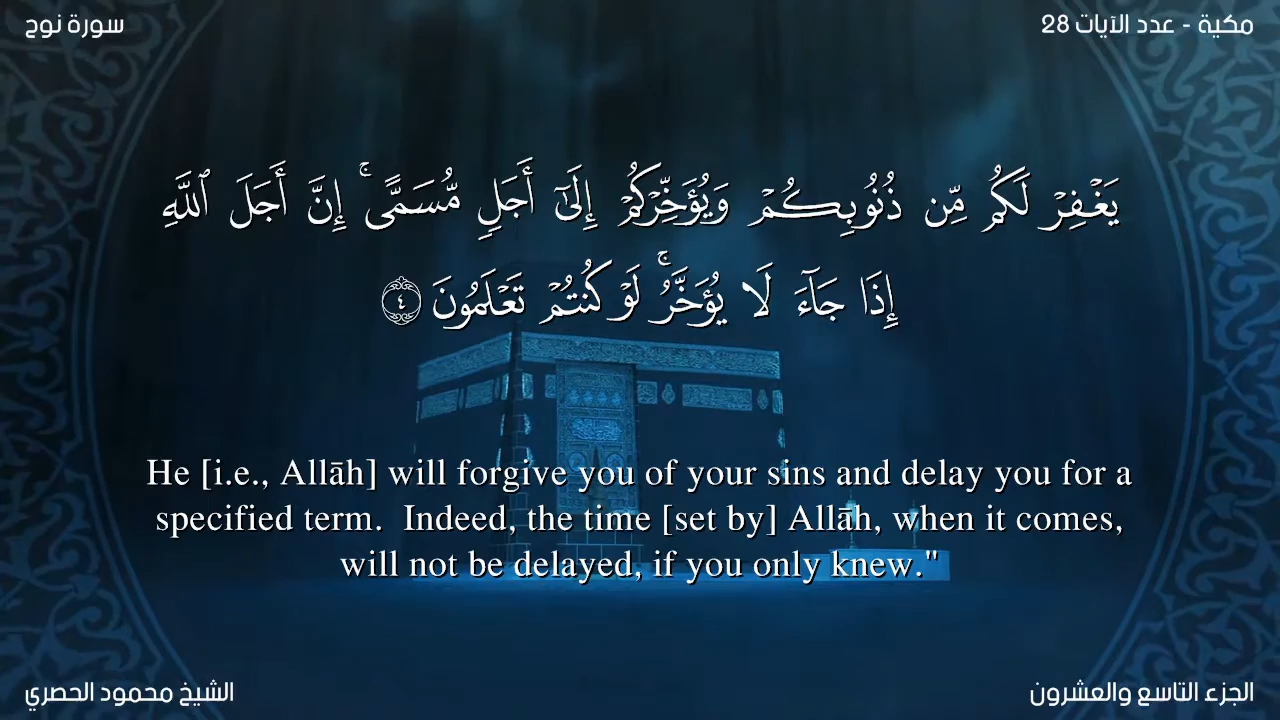 مكية - عدد الآيات 28
سورة نوح
يَغْفِرْ لَكُم مِّن ذُنُوبِكُمْ وَيُؤَخِّرْكُمْ إِلَىٰٓ أَجَلٍ مُّسَمًّى ۚ إِنَّ أَجَلَ ٱللَّهِ
إِذَا جَآءَ لَا يُؤَخَّرُ ۚ لَوْ كُنتُمْ تَعْلَمُونَ ٤
He [i.e., Allāh] will forgive you of your sins and delay you for a
specified term.  Indeed, the time [set by] Allāh, when it comes,
will not be delayed, if you only knew."
الجزء التاسع والعشرون
الشيخ محمود الحصري